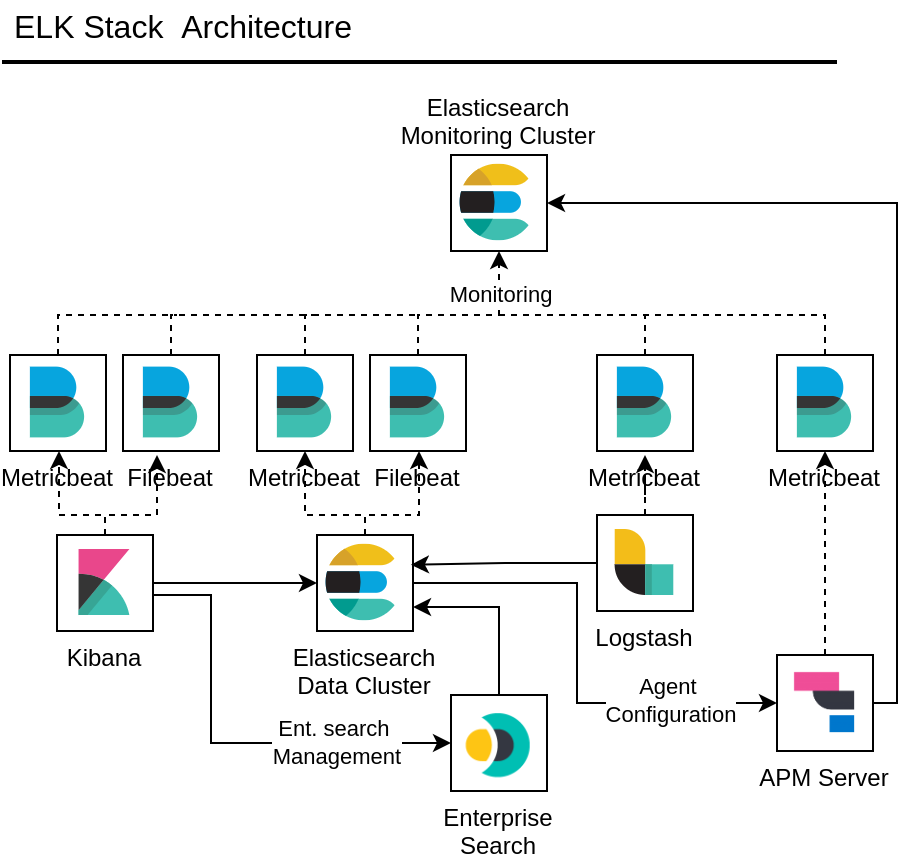 ELK Stack  Architecture
Elasticsearch
Monitoring Cluster
Monitoring
Metricbeat
Filebeat
Metricbeat
Filebeat
Metricbeat
Metricbeat
Kibana
Elasticsearch
Data Cluster
Logstash
Agent
Configuration
Ent. search
Management
APM Server
Enterprise
Search